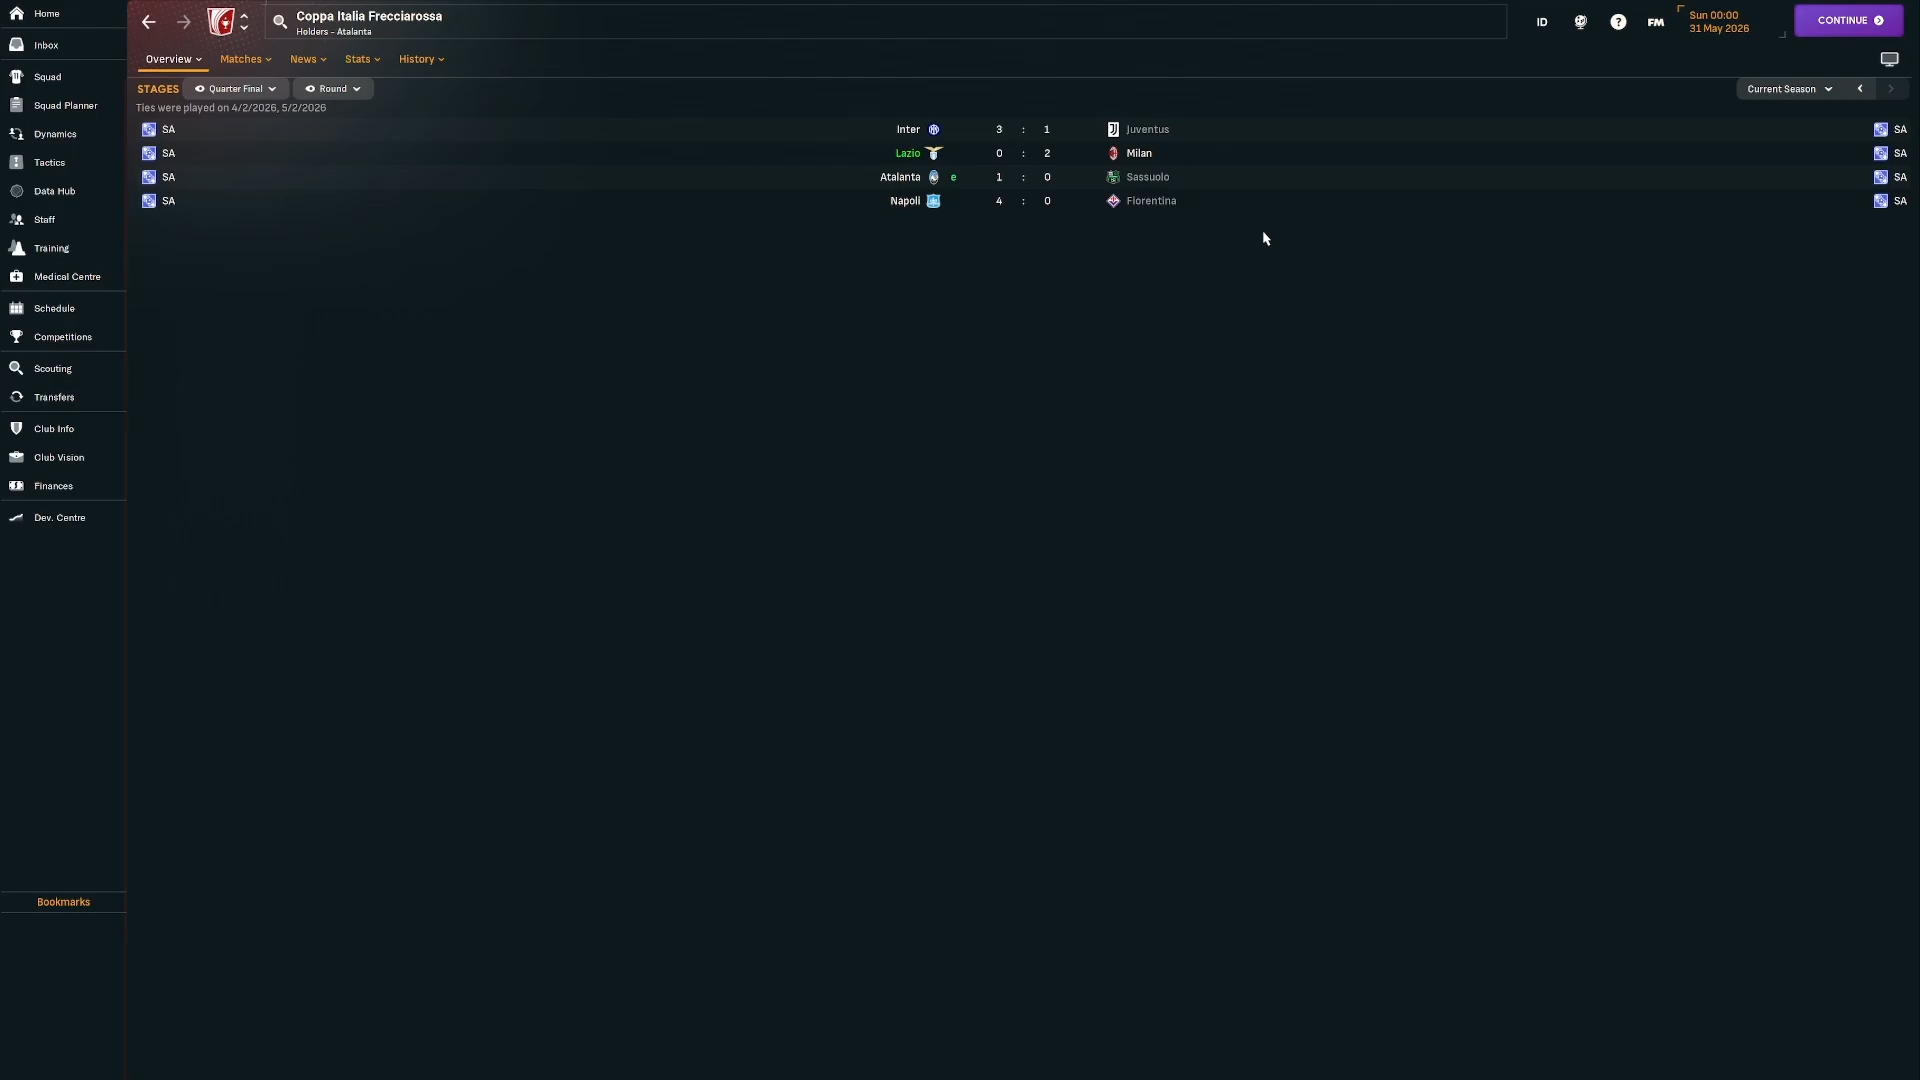 Home
Inbox
Squad
Squad Planner
Dynamics
Tactics
Data Hub
Staff
Training
Medical Centre
Schedule
Competitions
Scouting
Transfers
Club Info
Club Vision
Finances
Dev. Centre
Bookmarks
Coppa Italia Frecciarossa
Holders - Atalanta
ID
?
FM
Sun 00:00
31 May 2026
CONTINUE
Overview Matches News Stats History
STAGES Quarter Final Round Current Season
Ties were played on 4/2/2026, 5/2/2026
SA Inter 3 : 1 Juventus SA
SA Lazio 0 : 2 Milan SA
SA Atalanta e 1 : 0 Sassuolo SA
SA Napoli 4 : 0 Fiorentina SA